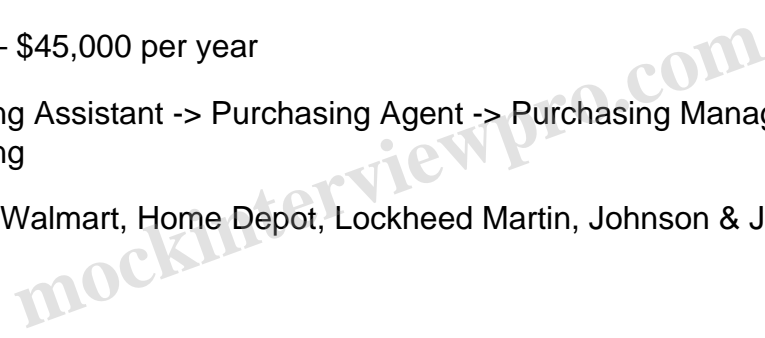 – $45,000 per year
ng Assistant -> Purchasing Agent -> Purchasing Manag
ng
Walmart, Home Depot, Lockheed Martin, Johnson & J
mockinterviewpro.com